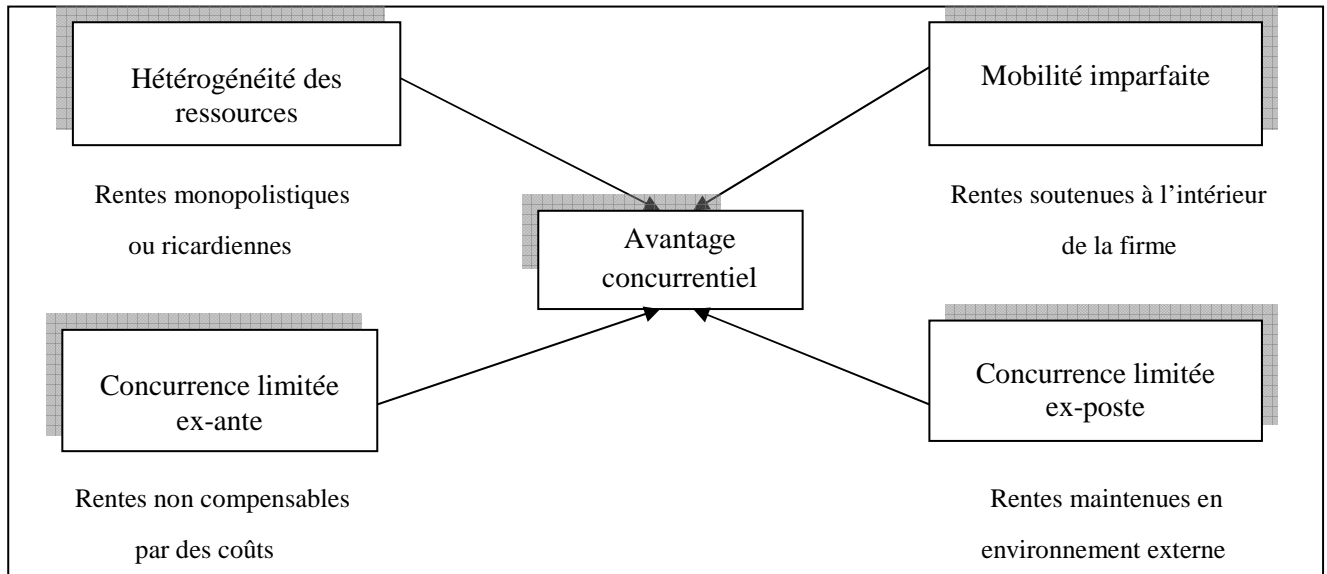 Hétérogénéité des
ressources
Mobilité imparfaite
Rentes monopolistiques
ou ricardiennes
Rentes soutenues à l'intérieur
de la firme
Avantage
concurrentiel
Concurrence limitée
ex-ante
Concurrence limitée
ex-poste
Rentes non compensables
par des coûts
Rentes maintenues en
environnement externe